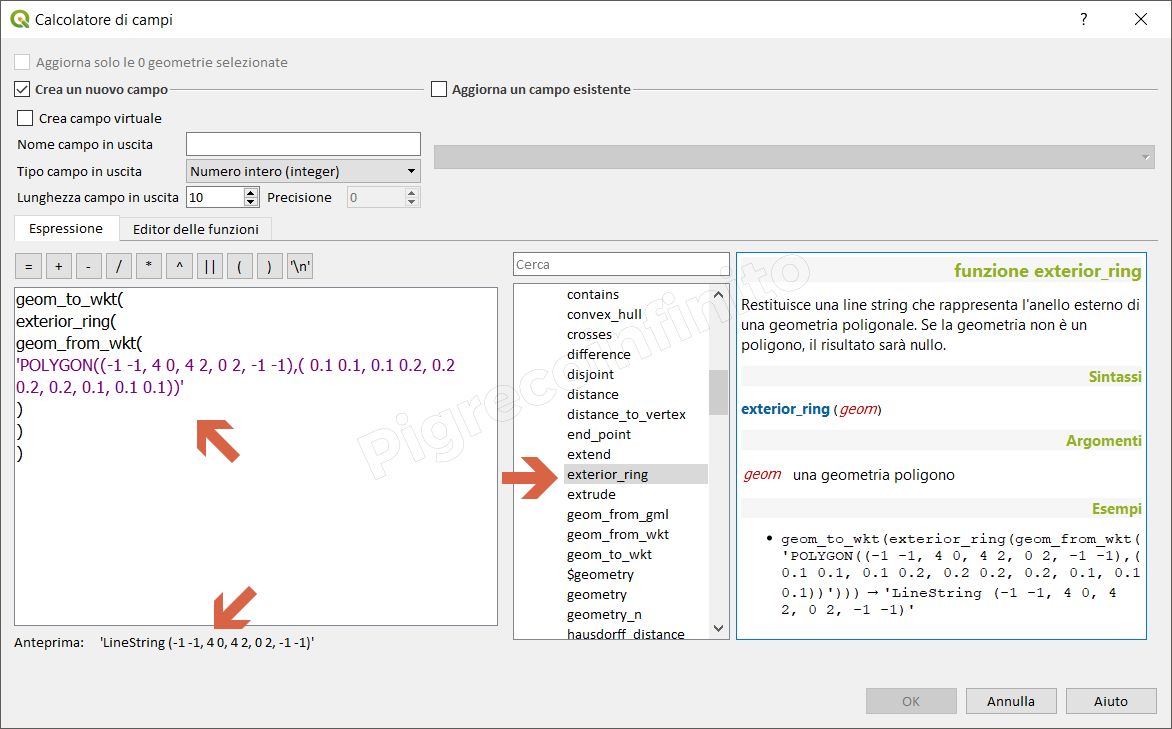 Calcolatore di campi
?
Aggiorna solo le 0 geometrie selezionate
Crea un nuovo campo
Aggiorna un campo esistente
Crea campo virtuale
Nome campo in uscita
Tipo campo in uscita
Numero intero (integer)
Lunghezza campo in uscita
10
Precisione
0
Espressione
Editor delle funzioni
= + - / * ^ || ( ) '\n'
geom_to_wkt(
exterior_ring(
geom_from_wkt(
'POLYGON((-1 -1, 4 0, 4 2, 0 2, -1 -1),( 0.1 0.1, 0.1 0.2, 0.2
0.2, 0.2, 0.1, 0.1 0.1))'
)
)
)
Anteprima: 'LineString (-1 -1, 4 0, 4 2, 0 2, -1 -1)'
Cerca
contains
convex_hull
crosses
difference
disjoint
distance
distance_to_vertex
end_point
extend
exterior_ring
extrude
geom_from_gml
geom_from_wkt
geom_to_wkt
$geometry
geometry
geometry_n
hausdorff_distance
funzione exterior_ring
Restituisce una line string che rappresenta l'anello esterno di
una geometria poligonale. Se la geometria non è un
poligono, il risultato sarà nullo.
Sintassi
exterior_ring (geom)
Argomenti
geom una geometria poligono
Esempi
• geom_to_wkt(exterior_ring(geom_from_wkt(
'POLYGON((-1 -1, 4 0, 4 2, 0 2, -1 -1),(
0.1 0.1, 0.1 0.2, 0.2 0.2, 0.2, 0.1, 0.1
0.1))'))) → 'LineString (-1 -1, 4 0, 4
2, 0 2, -1 -1)'
Pigrecoinfinito
OK
Annulla
Aiuto